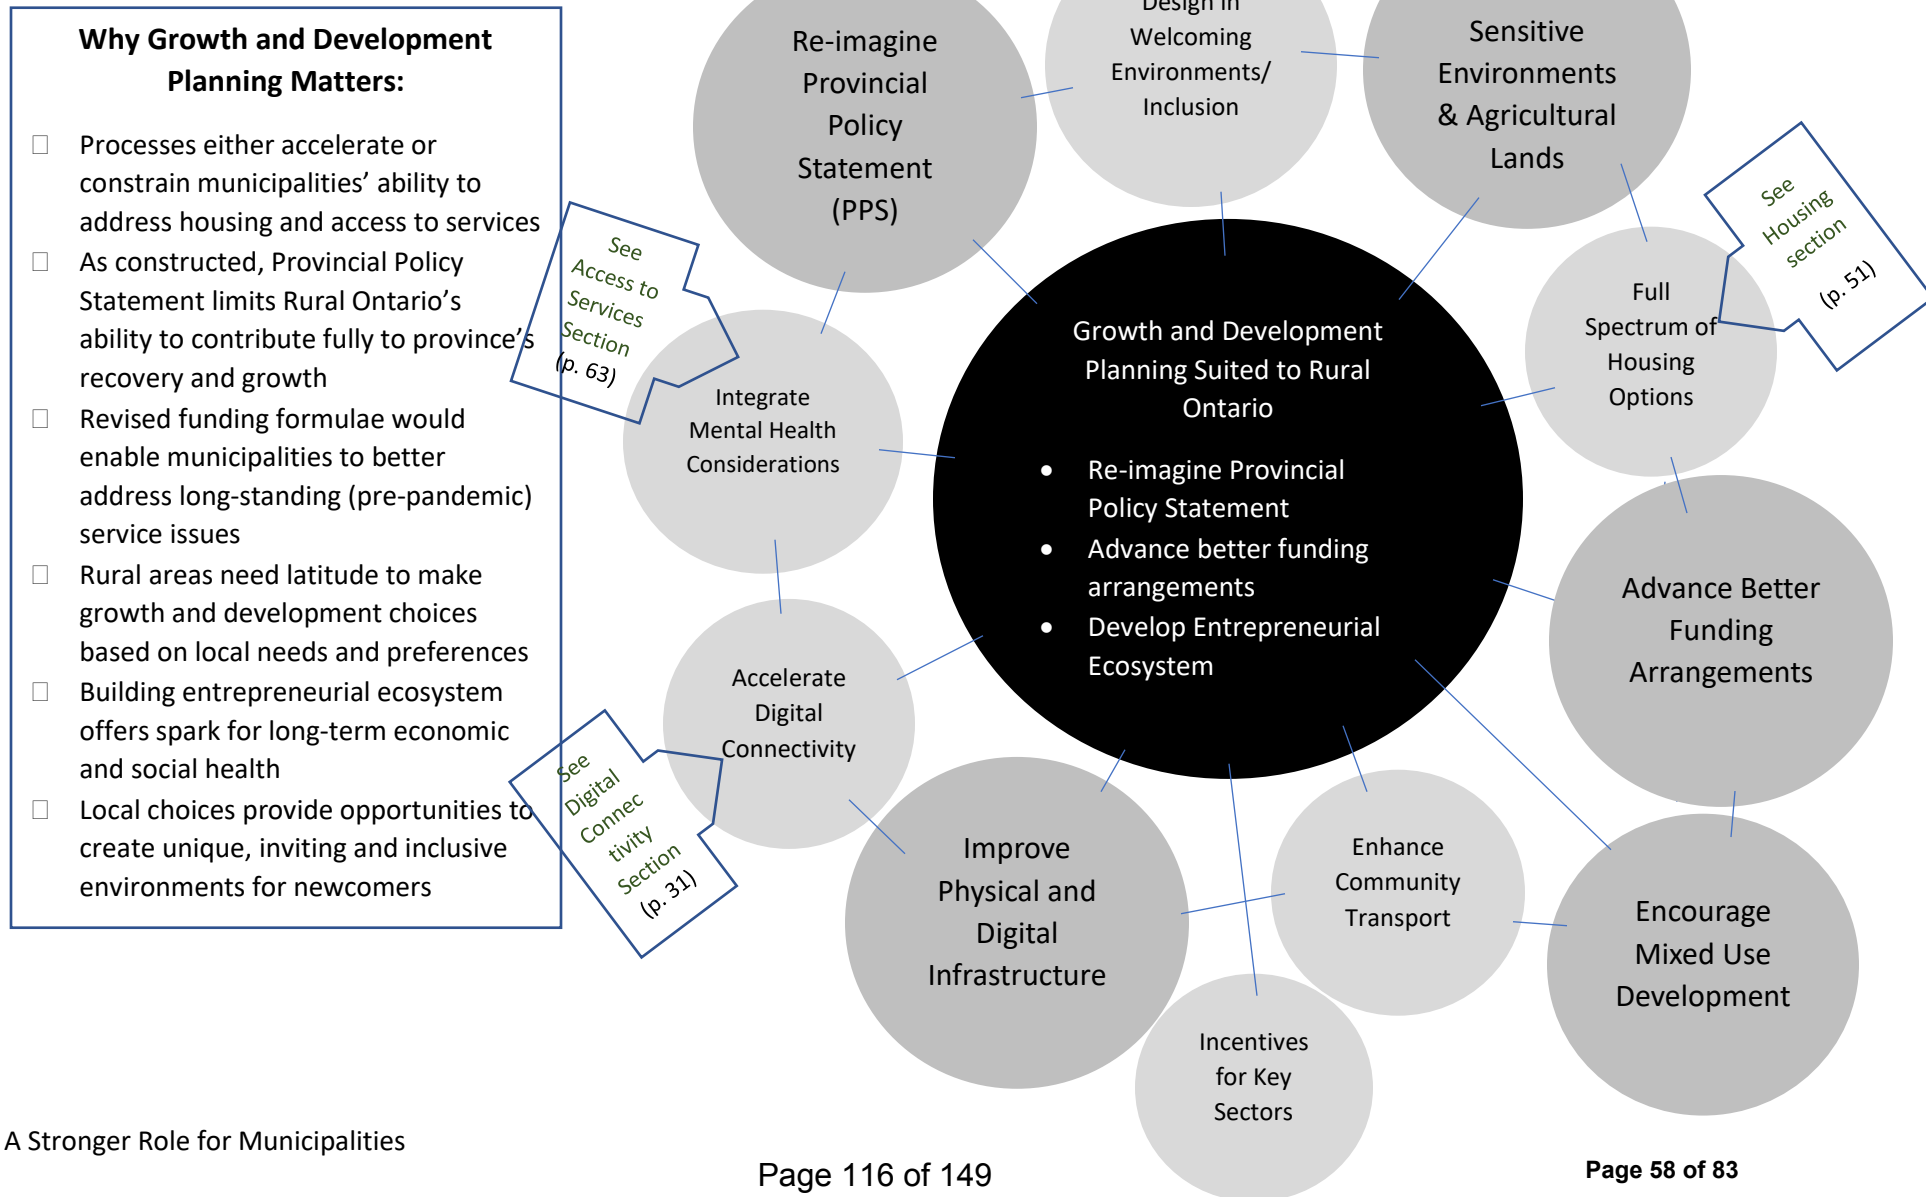 Why Growth and Development
Planning Matters:
Processes either accelerate or
constrain municipalities’ ability to
address housing and access to services
As constructed, Provincial Policy
Statement limits Rural Ontario’s
ability to contribute fully to province’s
recovery and growth
Revised funding formulae would
enable municipalities to better
address long-standing (pre-pandemic)
service issues
Rural areas need latitude to make
growth and development choices
based on local needs and preferences
Building entrepreneurial ecosystem
offers spark for long-term economic
and social health
Local choices provide opportunities to
create unique, inviting and inclusive
environments for newcomers
See
Access to
Services
Section
(p. 63)
See
Digital
Connec
tivity
Section
(p. 31)
See
Housing
section
(p. 51)
Re-imagine
Provincial
Policy
Statement
(PPS)
Design in
Welcoming
Environments/
Inclusion
Sensitive
Environments
& Agricultural
Lands
Full
Spectrum of
Housing
Options
Integrate
Mental Health
Considerations
Growth and Development
Planning Suited to Rural
Ontario
• Re-imagine Provincial
Policy Statement
• Advance better funding
arrangements
• Develop Entrepreneurial
Ecosystem
Advance Better
Funding
Arrangements
Accelerate
Digital
Connectivity
Improve
Physical and
Digital
Infrastructure
Enhance
Community
Transport
Encourage
Mixed Use
Development
Incentives
for Key
Sectors
A Stronger Role for Municipalities
Page 116 of 149
Page 58 of 83